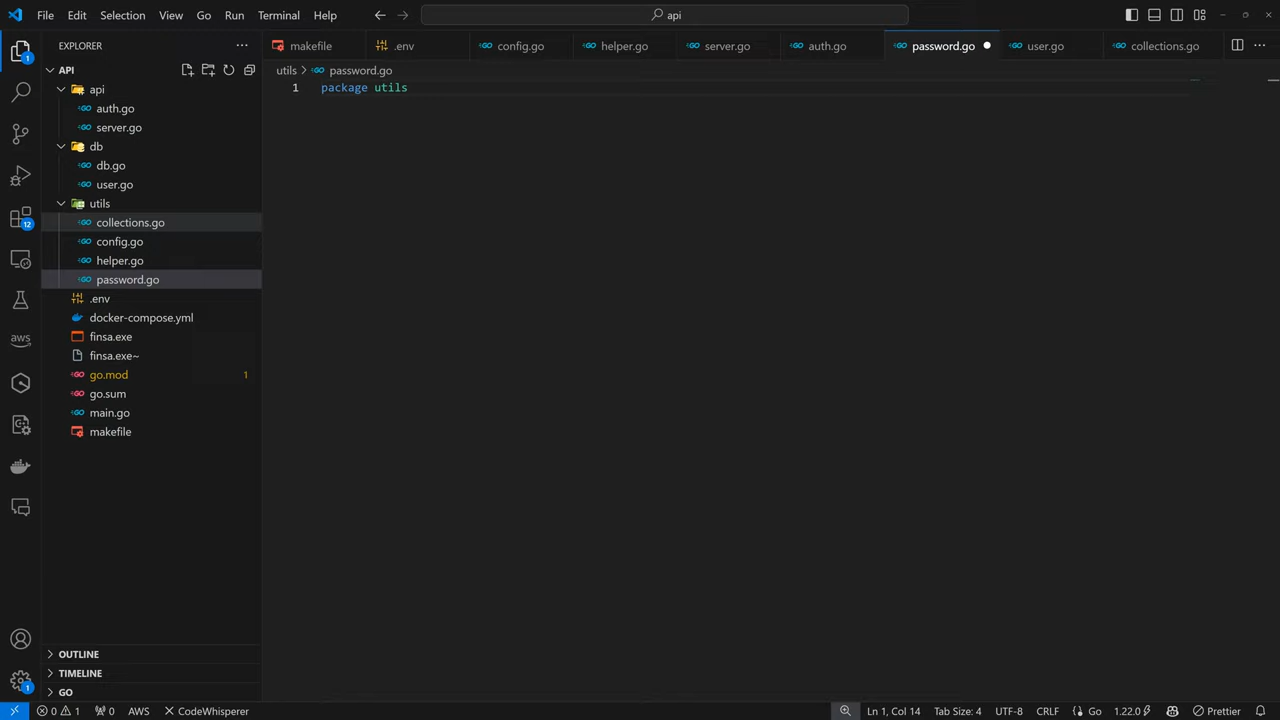 File Edit Selection View Go Run Terminal Help
api
EXPLORER
makefile
.env
config.go
helper.go
server.go
auth.go
password.go
user.go
collections.go
API
utils > password.go
1 package utils
api
auth.go
server.go
db
db.go
user.go
utils
collections.go
config.go
helper.go
password.go
.env
docker-compose.yml
finsa.exe
finsa.exe~
go.mod 1
go.sum
main.go
makefile
1
12
aws
1
OUTLINE
TIMELINE
GO
0 1 0 AWS CodeWhisperer
Ln 1, Col 14 Tab Size: 4 UTF-8 CRLF Go 1.22.0 Prettier